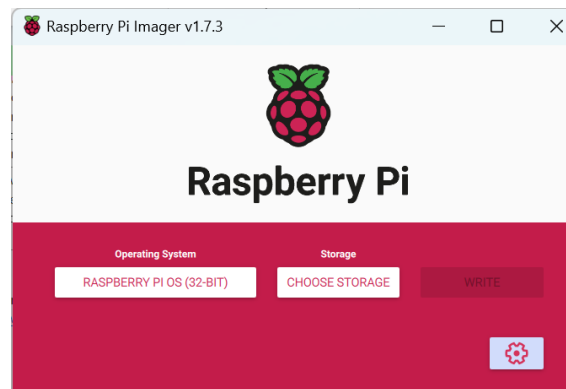 Raspberry Pi Imager v1.7.3
Raspberry Pi
Operating System
Storage
RASPBERRY PI OS (32-BIT)
CHOOSE STORAGE
WRITE